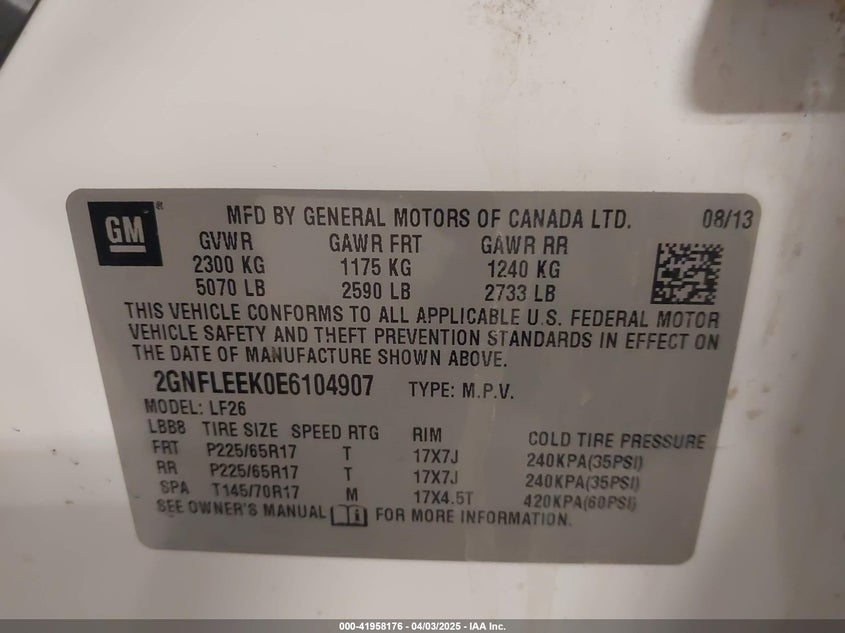 GM ®
MFD BY GENERAL MOTORS OF CANADA LTD. 08/13
GVWR GAWR FRT GAWR RR
2300 KG 1175 KG 1240 KG
5070 LB 2590 LB 2733 LB
THIS VEHICLE CONFORMS TO ALL APPLICABLE U.S. FEDERAL MOTOR
VEHICLE SAFETY AND THEFT PREVENTION STANDARDS IN EFFECT ON
THE DATE OF MANUFACTURE SHOWN ABOVE.
2GNFLEEK0E6104907 TYPE: M.P.V.
MODEL: LF26
LBB8 TIRE SIZE SPEED RTG RIM COLD TIRE PRESSURE
FRT P225/65R17 T 17X7J 240KPA(35PSI)
RR P225/65R17 T 17X7J 240KPA(35PSI)
SPA T145/70R17 M 17X4.5T 420KPA(60PSI)
SEE OWNER'S MANUAL i FOR MORE INFORMATION.
000-41958176 - 04/03/2025 - IAA Inc.